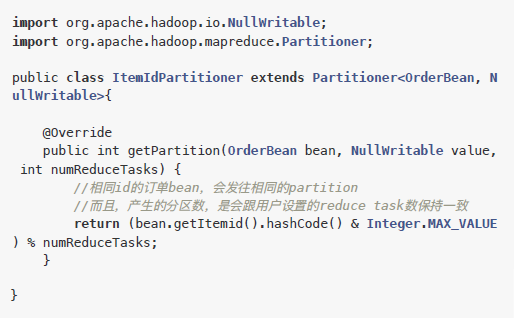 import org.apache.hadoop.io.NullWritable;
import org.apache.hadoop.mapreduce.Partitioner;
public class ItemIdPartitioner extends Partitioner<OrderBean, N
ullWritable>{
@Override
public int getPartition(OrderBean bean, NullWritable value,
int numReduceTasks) {
//相同id的订单bean，会发往相同的partition
//而且，产生的分区数，是会跟用户设置的reduce task数保持一致
return (bean.getItemid().hashCode() & Integer.MAX_VALUE
) % numReduceTasks;
}
}